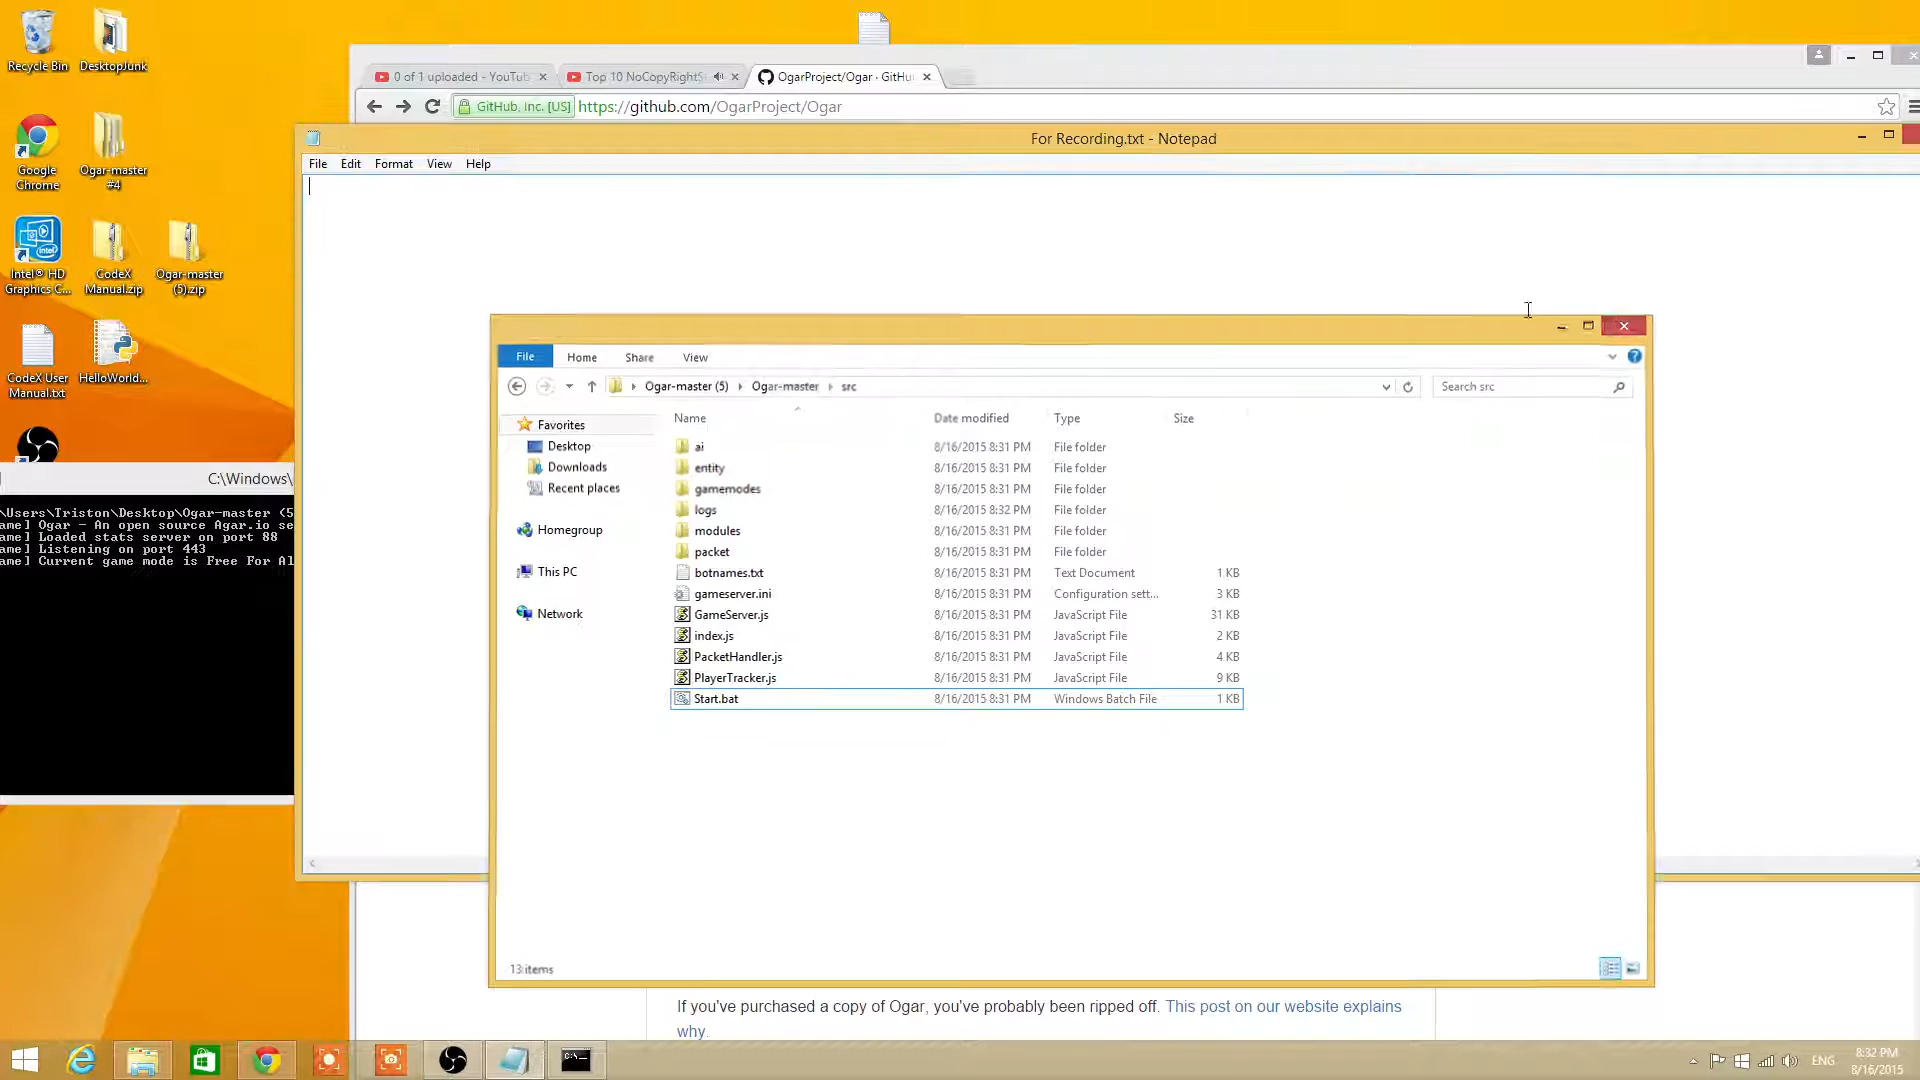 Recycle Bin
DesktopJunk
Google Chrome
Ogar-master #4
Intel® HD Graphics C...
CodeX Manual.zip
Ogar-master (5).zip
CodeX User Manual.txt
HelloWorld...
0 of 1 uploaded - YouTub
Top 10 NoCopyRightS
OgarProject/Ogar · GitHu
GitHub, Inc. [US]
https://github.com/OgarProject/Ogar
For Recording.txt - Notepad
File Edit Format View Help
C:\Windows\
\Users\Triston\Desktop\Ogar-master (5
ame] Ogar - An open source Agar.io se
ame] Loaded stats server on port 88
ame] Listening on port 443
ame] Current game mode is Free For Al
File Home Share View
Ogar-master (5) Ogar-master src
Search src
Favorites
Desktop
Downloads
Recent places
Homegroup
This PC
Network
Name Date modified Type Size
ai 8/16/2015 8:31 PM File folder
entity 8/16/2015 8:31 PM File folder
gamemodes 8/16/2015 8:31 PM File folder
logs 8/16/2015 8:32 PM File folder
modules 8/16/2015 8:31 PM File folder
packet 8/16/2015 8:31 PM File folder
botnames.txt 8/16/2015 8:31 PM Text Document 1 KB
gameserver.ini 8/16/2015 8:31 PM Configuration sett... 3 KB
GameServer.js 8/16/2015 8:31 PM JavaScript File 31 KB
index.js 8/16/2015 8:31 PM JavaScript File 2 KB
PacketHandler.js 8/16/2015 8:31 PM JavaScript File 4 KB
PlayerTracker.js 8/16/2015 8:31 PM JavaScript File 9 KB
Start.bat 8/16/2015 8:31 PM Windows Batch File 1 KB
13 items
If you've purchased a copy of Ogar, you've probably been ripped off. This post on our website explains
why.
ENG
8:32 PM
8/16/2015